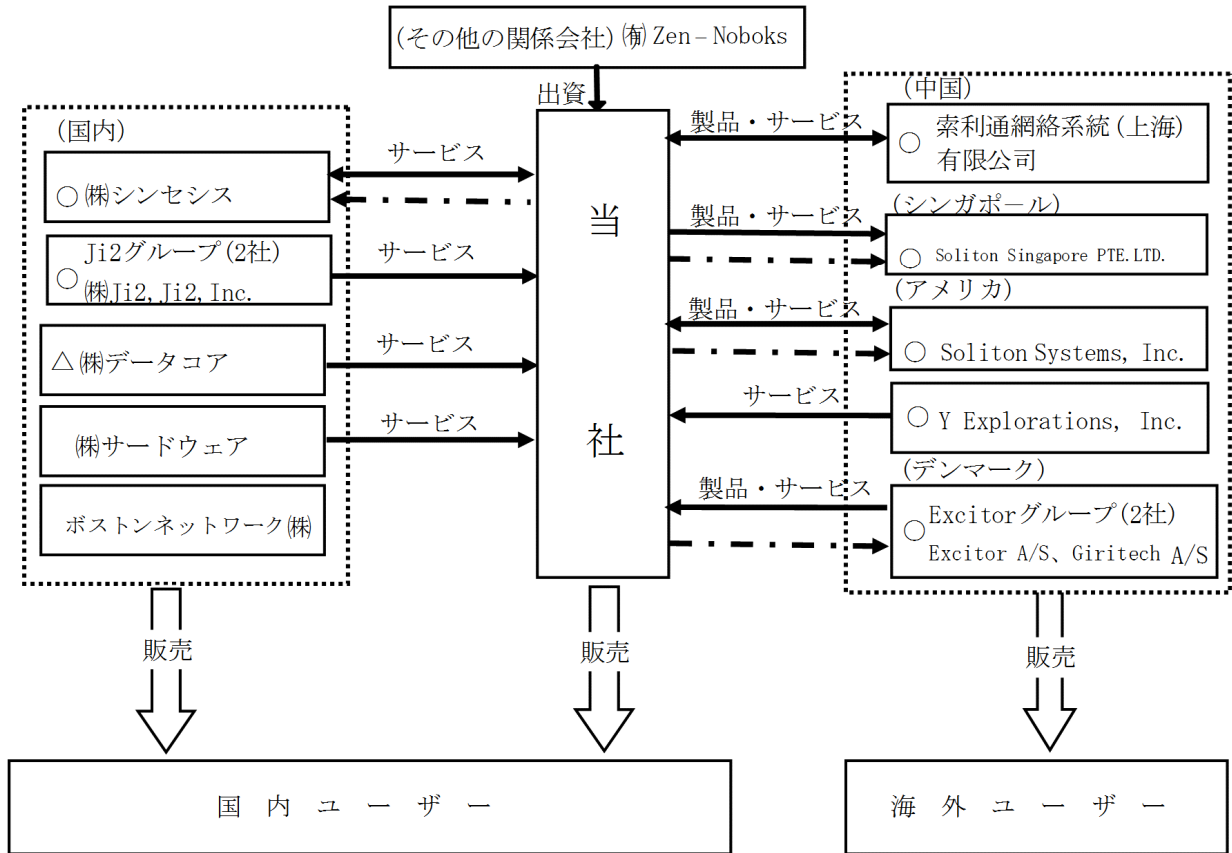 (その他の関係会社)㈲Zen－Noboks
出資
(国内)
○㈱シンセシス
サービス
○Ji2グループ(2社)
㈱Ji2,Ji2,Inc.
サービス
△㈱データコア
サービス
㈱サードウェア
サービス
ボストンネットワーク㈱
当
社
(中国)
製品・サービス
○索利通網絡系統(上海)
有限公司
(シンガポール)
製品・サービス
○Soliton Singapore PTE.LTD.
(アメリカ)
製品・サービス
○Soliton Systems, Inc.
サービス
○Y Explorations, Inc.
(デンマーク)
製品・サービス
○Excitorグループ(2社)
Excitor A/S、Giritech A/S
販売
販売
販売
国内ユーザー
海外ユーザー